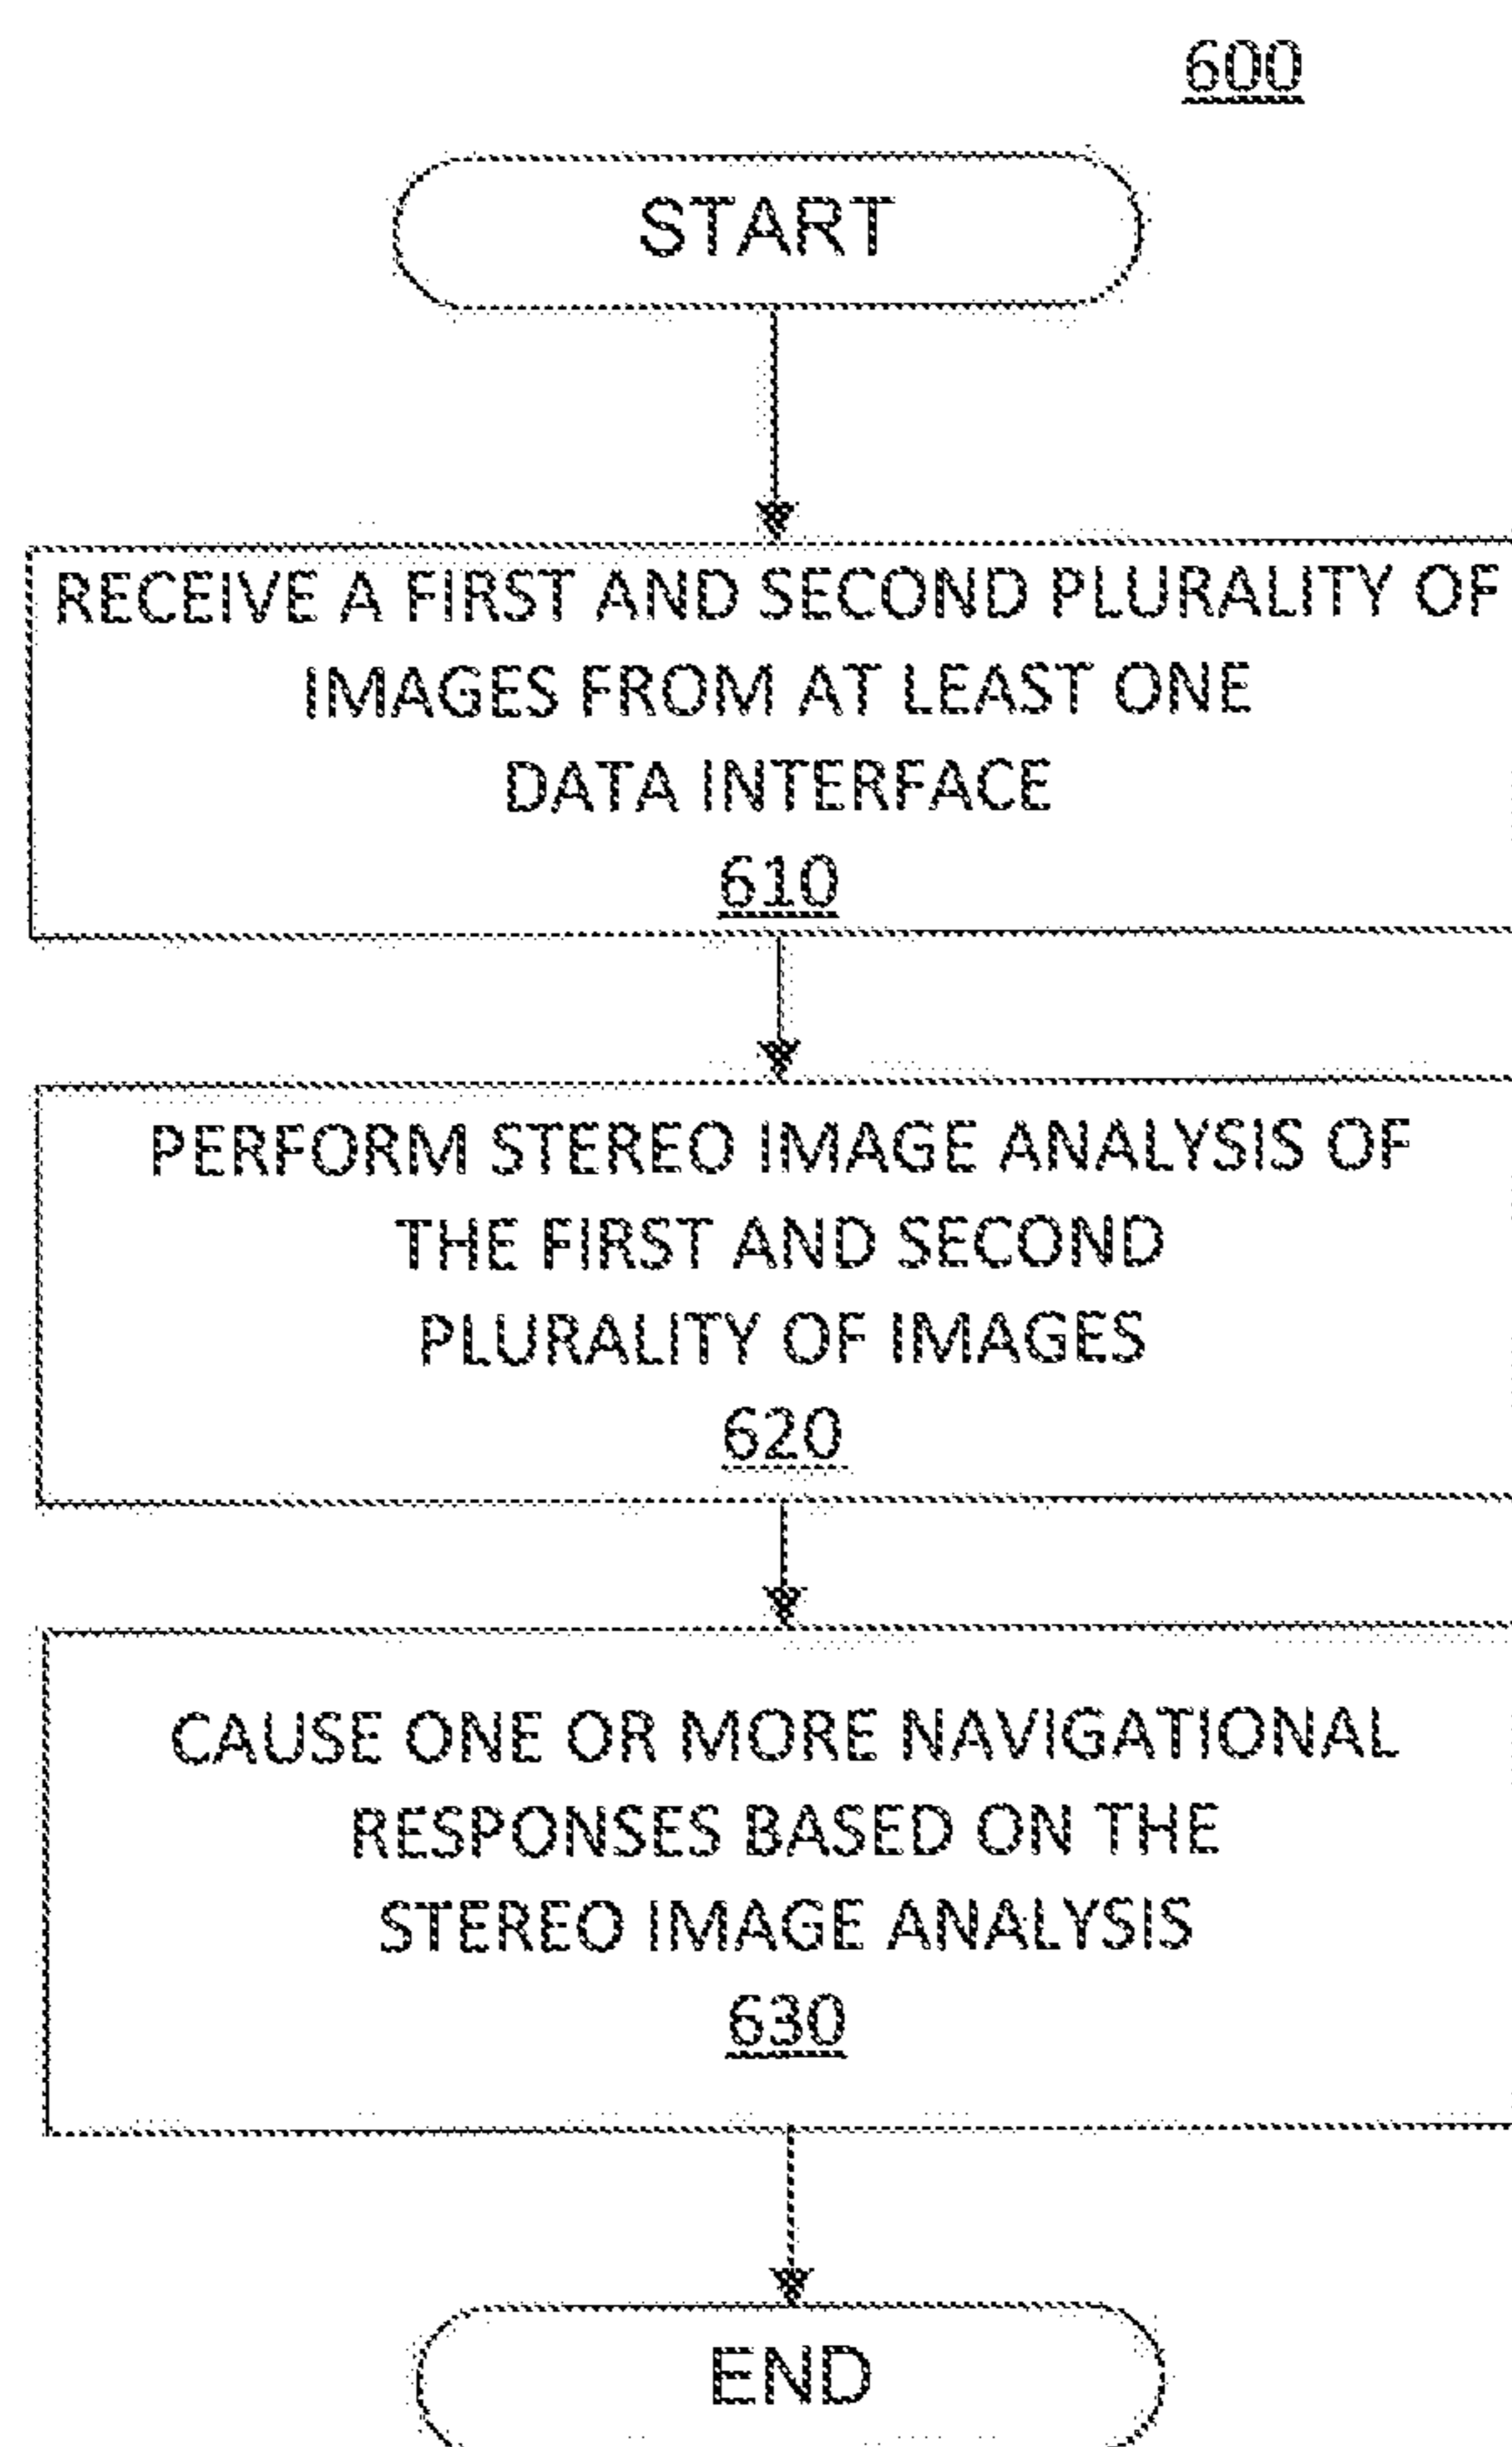 600
START
RECEIVE A FIRST AND SECOND PLURALITY OF
IMAGES FROM AT LEAST ONE
DATA INTERFACE
610
PERFORM STEREO IMAGE ANALYSIS OF
THE FIRST AND SECOND
PLURALITY OF IMAGES
620
CAUSE ONE OR MORE NAVIGATIONAL
RESPONSES BASED ON THE
STEREO IMAGE ANALYSIS
630
END